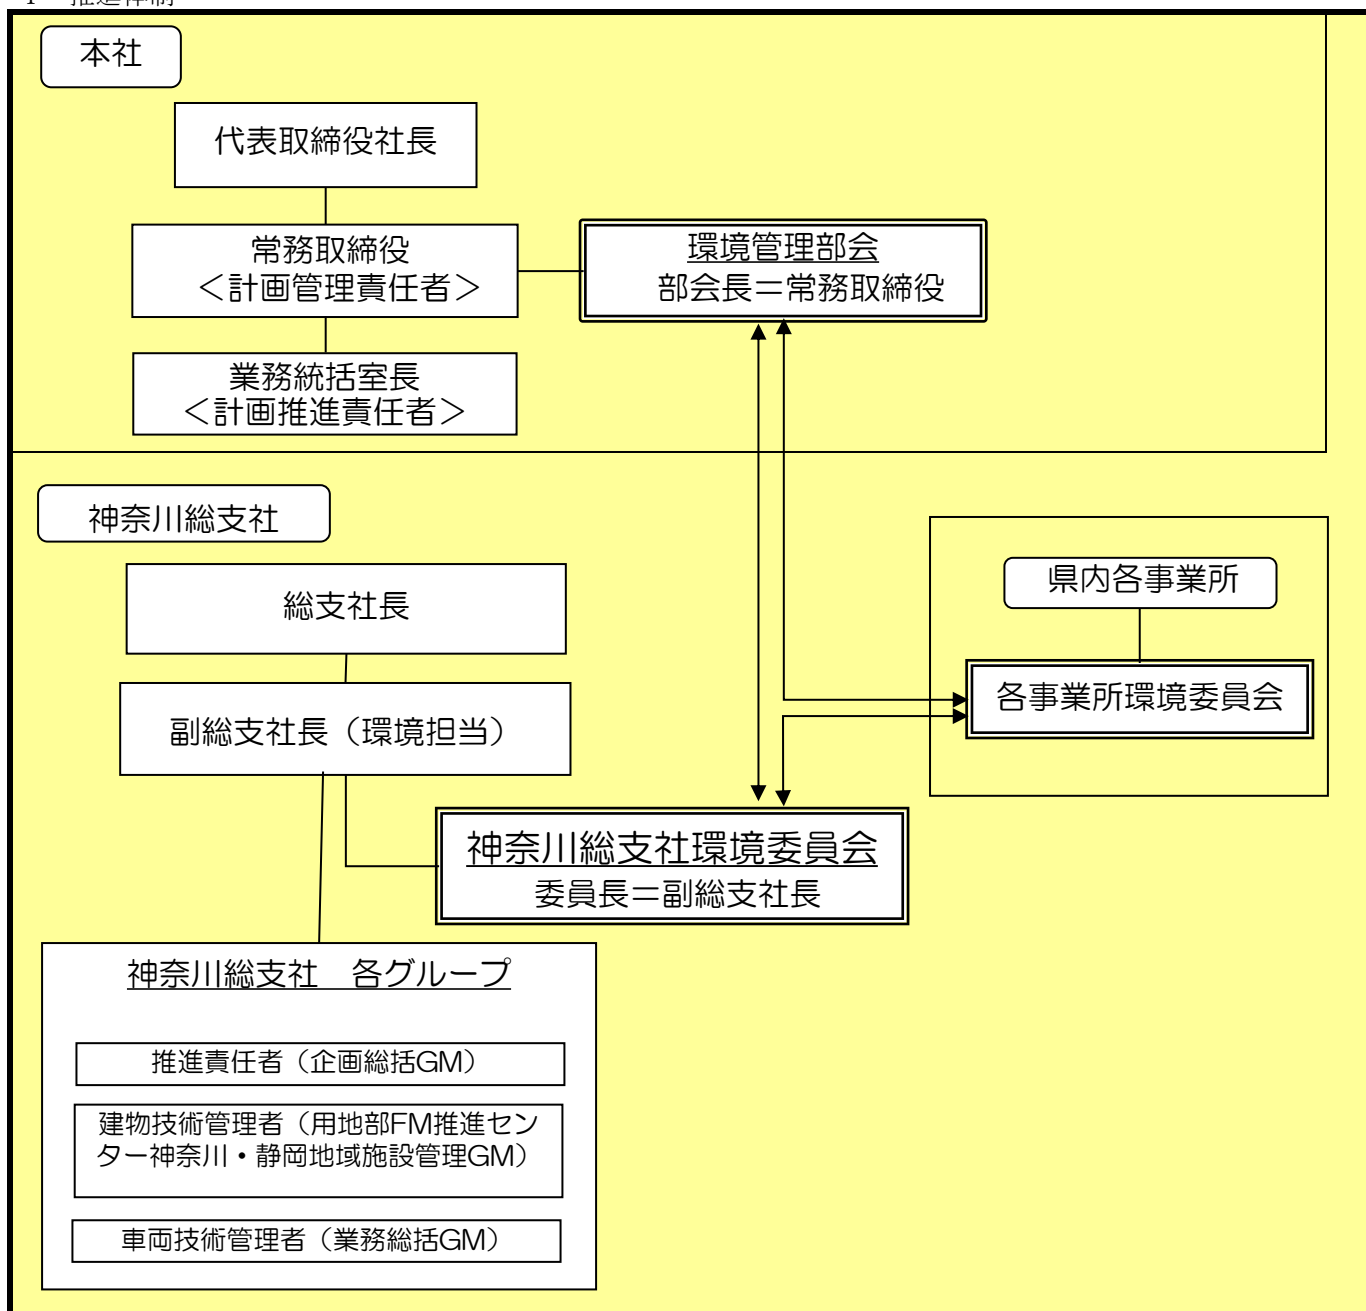 推進体制
本社
代表取締役社長
常務取締役
＜計画管理責任者＞
環境管理部会
部会長＝常務取締役
業務統括室長
＜計画推進責任者＞
神奈川総支社
総支社長
副総支社長（環境担当）
県内各事業所
各事業所環境委員会
神奈川総支社環境委員会
委員長＝副総支社長
神奈川総支社　各グループ
推進責任者（企画総括GM）
建物技術管理者（用地部FM推進セン
ター神奈川・静岡地域施設管理GM）
車両技術管理者（業務総括GM）